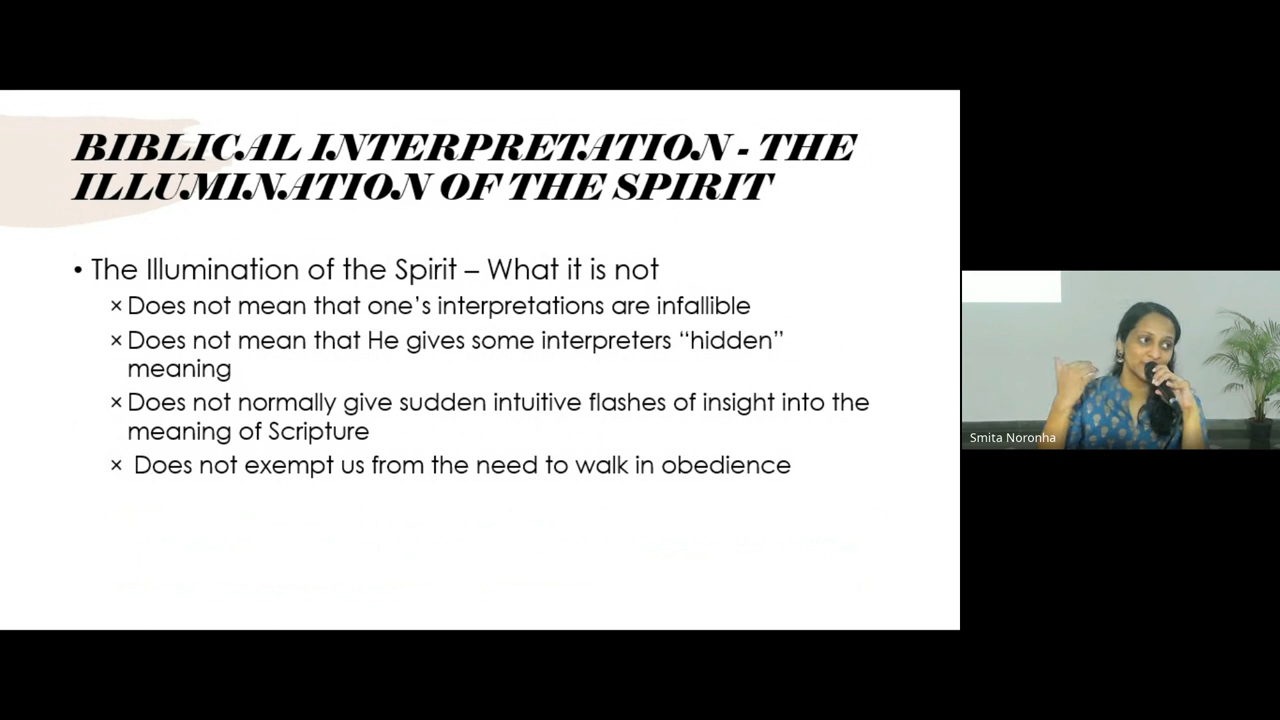 BIBLICAL INTERPRETATION - THE
ILLUMINATION OF THE SPIRIT
• The Illumination of the Spirit – What it is not
× Does not mean that one’s interpretations are infallible
× Does not mean that He gives some interpreters “hidden”
meaning
× Does not normally give sudden intuitive flashes of insight into the
meaning of Scripture
× Does not exempt us from the need to walk in obedience
Smita Noronha